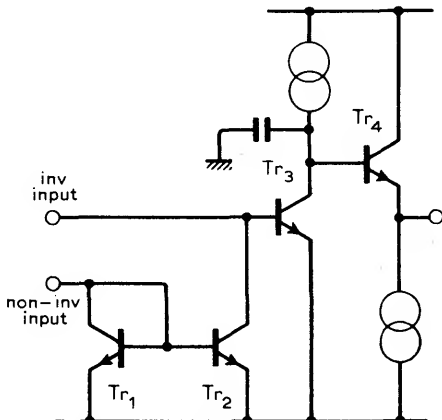 Tr₄
Tr₃
inv
input
non-inv
input
Tr₁
Tr₂